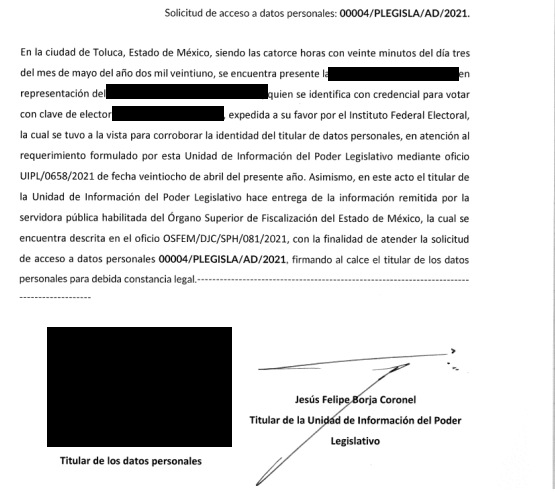 Solicitud de acceso a datos personales: 00004/PLEGISLA/AD/2021.
En la ciudad de Toluca, Estado de México, siendo las catorce horas con veinte minutos del día tres
del mes de mayo del año dos mil veintiuno, se encuentra presente la en
representación del quien se identifica con credencial para votar
con clave de elector , expedida a su favor por el Instituto Federal Electoral,
la cual se tuvo a la vista para corroborar la identidad del titular de datos personales, en atención al
requerimiento formulado por esta Unidad de Información del Poder Legislativo mediante oficio
UIPL/0658/2021 de fecha veintiocho de abril del presente año. Asimismo, en este acto el titular de
la Unidad de Información del Poder Legislativo hace entrega de la información remitida por la
servidora pública habilitada del Órgano Superior de Fiscalización del Estado de México, la cual se
encuentra descrita en el oficio OSFEM/DJC/SPH/081/2021, con la finalidad de atender la solicitud
de acceso a datos personales 00004/PLEGISLA/AD/2021, firmando al calce el titular de los datos
personales para debida constancia legal.------------------------------------------------------------------------
-------------------
Jesús Felipe Borja Coronel
Titular de la Unidad de Información del Poder
Legislativo
Titular de los datos personales